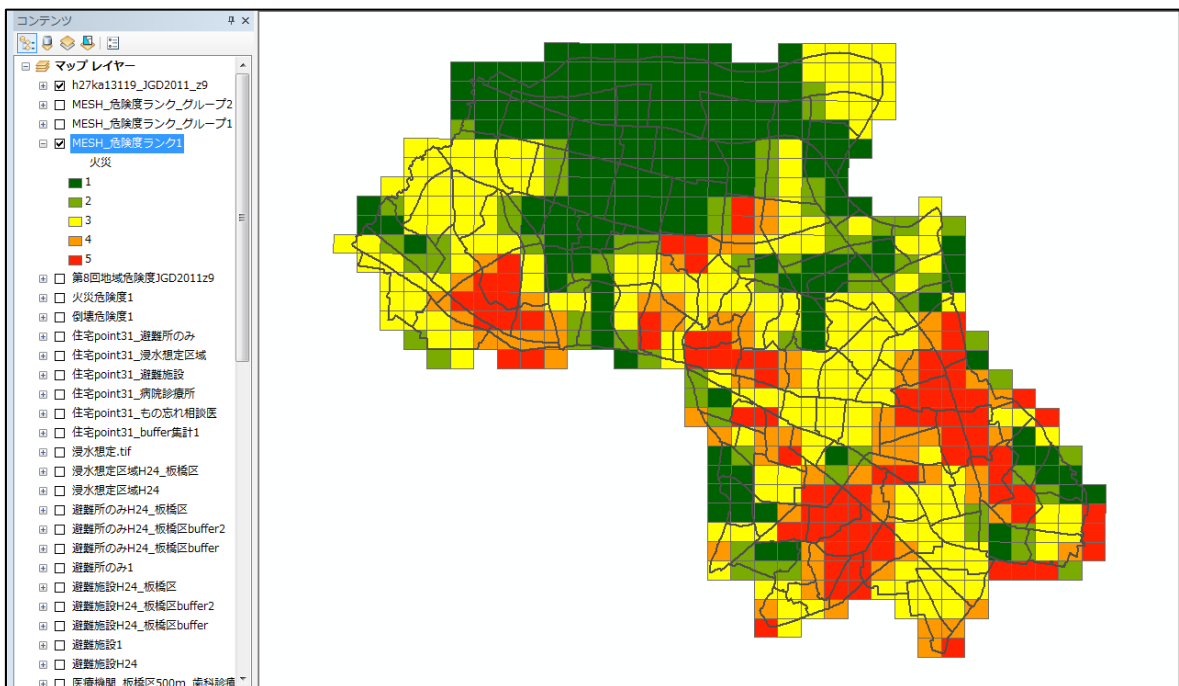 コンテンツ
マップ レイヤー
h27ka13119_JGD2011_z9
MESH_危険度ランク_グループ2
MESH_危険度ランク_グループ1
MESH_危険度ランク1
火災
1
2
3
4
5
第8回地域危険度JGD2011z9
火災危険度1
倒壊危険度1
住宅point31_避難所のみ
住宅point31_浸水想定区域
住宅point31_避難施設
住宅point31_病院診療所
住宅point31_もの忘れ相談医
住宅point31_buffer集計1
浸水想定.tif
浸水想定区域H24_板橋区
浸水想定区域H24
避難所のみH24_板橋区
避難所のみH24_板橋区buffer2
避難所のみH24_板橋区buffer
避難所のみ1
避難施設H24_板橋区
避難施設H24_板橋区buffer2
避難施設H24_板橋区buffer
避難施設1
避難施設H24
医療機関_板橋区500m_歯科診療